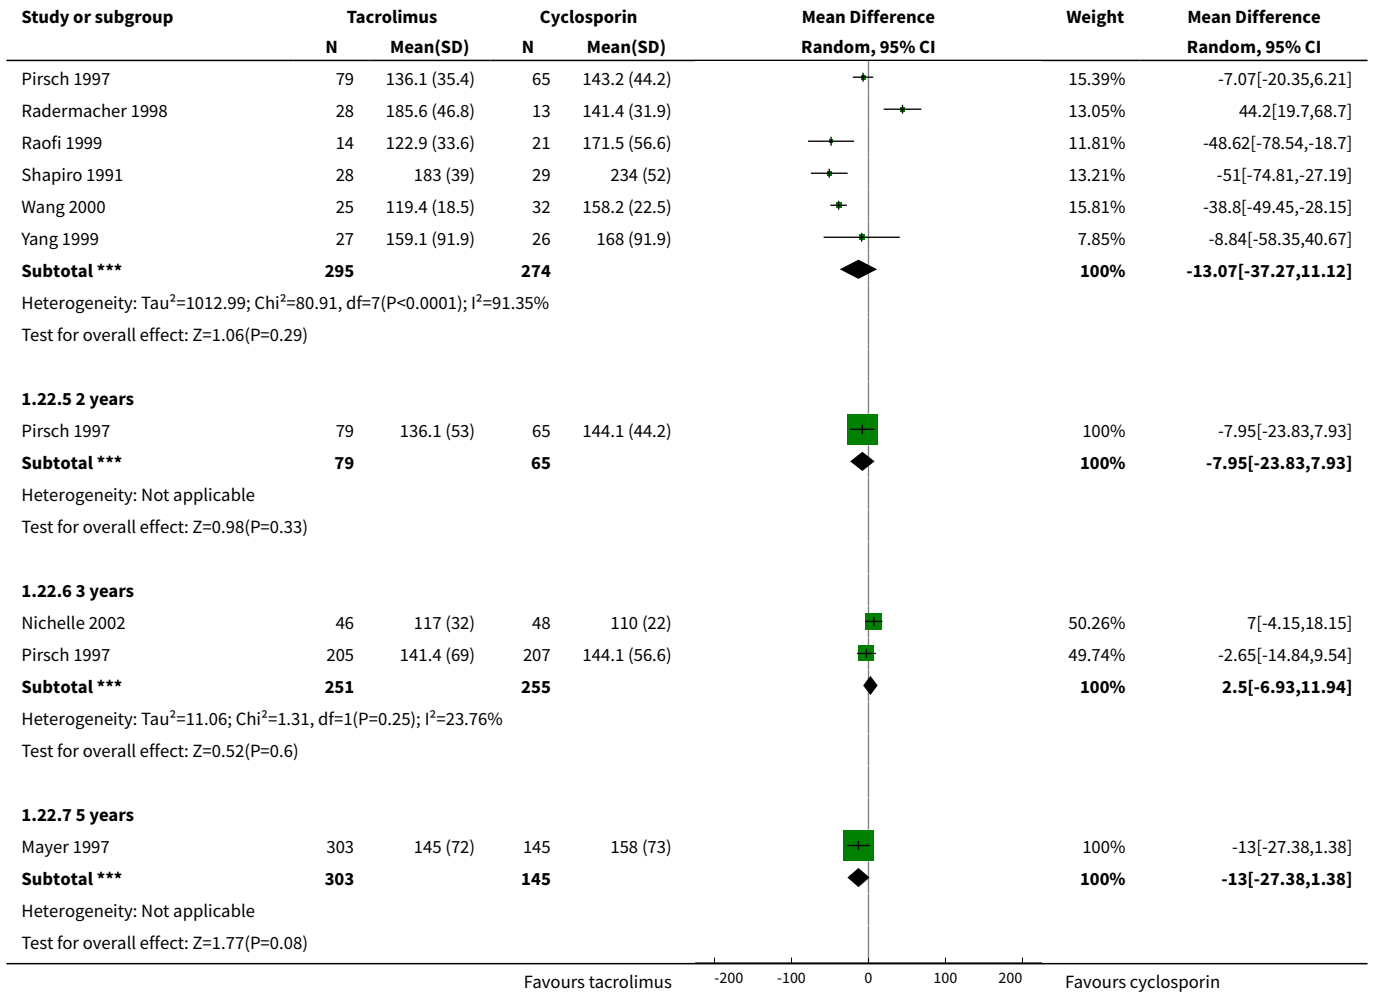 Study or subgroup Tacrolimus Cyclosporin Mean Difference Weight Mean Difference
N Mean(SD) N Mean(SD) Random, 95% CI Random, 95% CI
Pirsch 1997 79 136.1 (35.4) 65 143.2 (44.2) 15.39% -7.07[-20.35,6.21]
Radermacher 1998 28 185.6 (46.8) 13 141.4 (31.9) 13.05% 44.2[19.7,68.7]
Raofi 1999 14 122.9 (33.6) 21 171.5 (56.6) 11.81% -48.62[-78.54,-18.7]
Shapiro 1991 28 183 (39) 29 234 (52) 13.21% -51[-74.81,-27.19]
Wang 2000 25 119.4 (18.5) 32 158.2 (22.5) 15.81% -38.8[-49.45,-28.15]
Yang 1999 27 159.1 (91.9) 26 168 (91.9) 7.85% -8.84[-58.35,40.67]
Subtotal *** 295 274 100% -13.07[-37.27,11.12]
Heterogeneity: Tau²=1012.99; Chi²=80.91, df=7(P<0.0001); I²=91.35%
Test for overall effect: Z=1.06(P=0.29)
1.22.5 2 years
Pirsch 1997 79 136.1 (53) 65 144.1 (44.2) 100% -7.95[-23.83,7.93]
Subtotal *** 79 65 100% -7.95[-23.83,7.93]
Heterogeneity: Not applicable
Test for overall effect: Z=0.98(P=0.33)
1.22.6 3 years
Nichelle 2002 46 117 (32) 48 110 (22) 50.26% 7[-4.15,18.15]
Pirsch 1997 205 141.4 (69) 207 144.1 (56.6) 49.74% -2.65[-14.84,9.54]
Subtotal *** 251 255 100% 2.5[-6.93,11.94]
Heterogeneity: Tau²=11.06; Chi²=1.31, df=1(P=0.25); I²=23.76%
Test for overall effect: Z=0.52(P=0.6)
1.22.7 5 years
Mayer 1997 303 145 (72) 145 158 (73) 100% -13[-27.38,1.38]
Subtotal *** 303 145 100% -13[-27.38,1.38]
Heterogeneity: Not applicable
Test for overall effect: Z=1.77(P=0.08)
Favours tacrolimus -200 -100 0 100 200 Favours cyclosporin